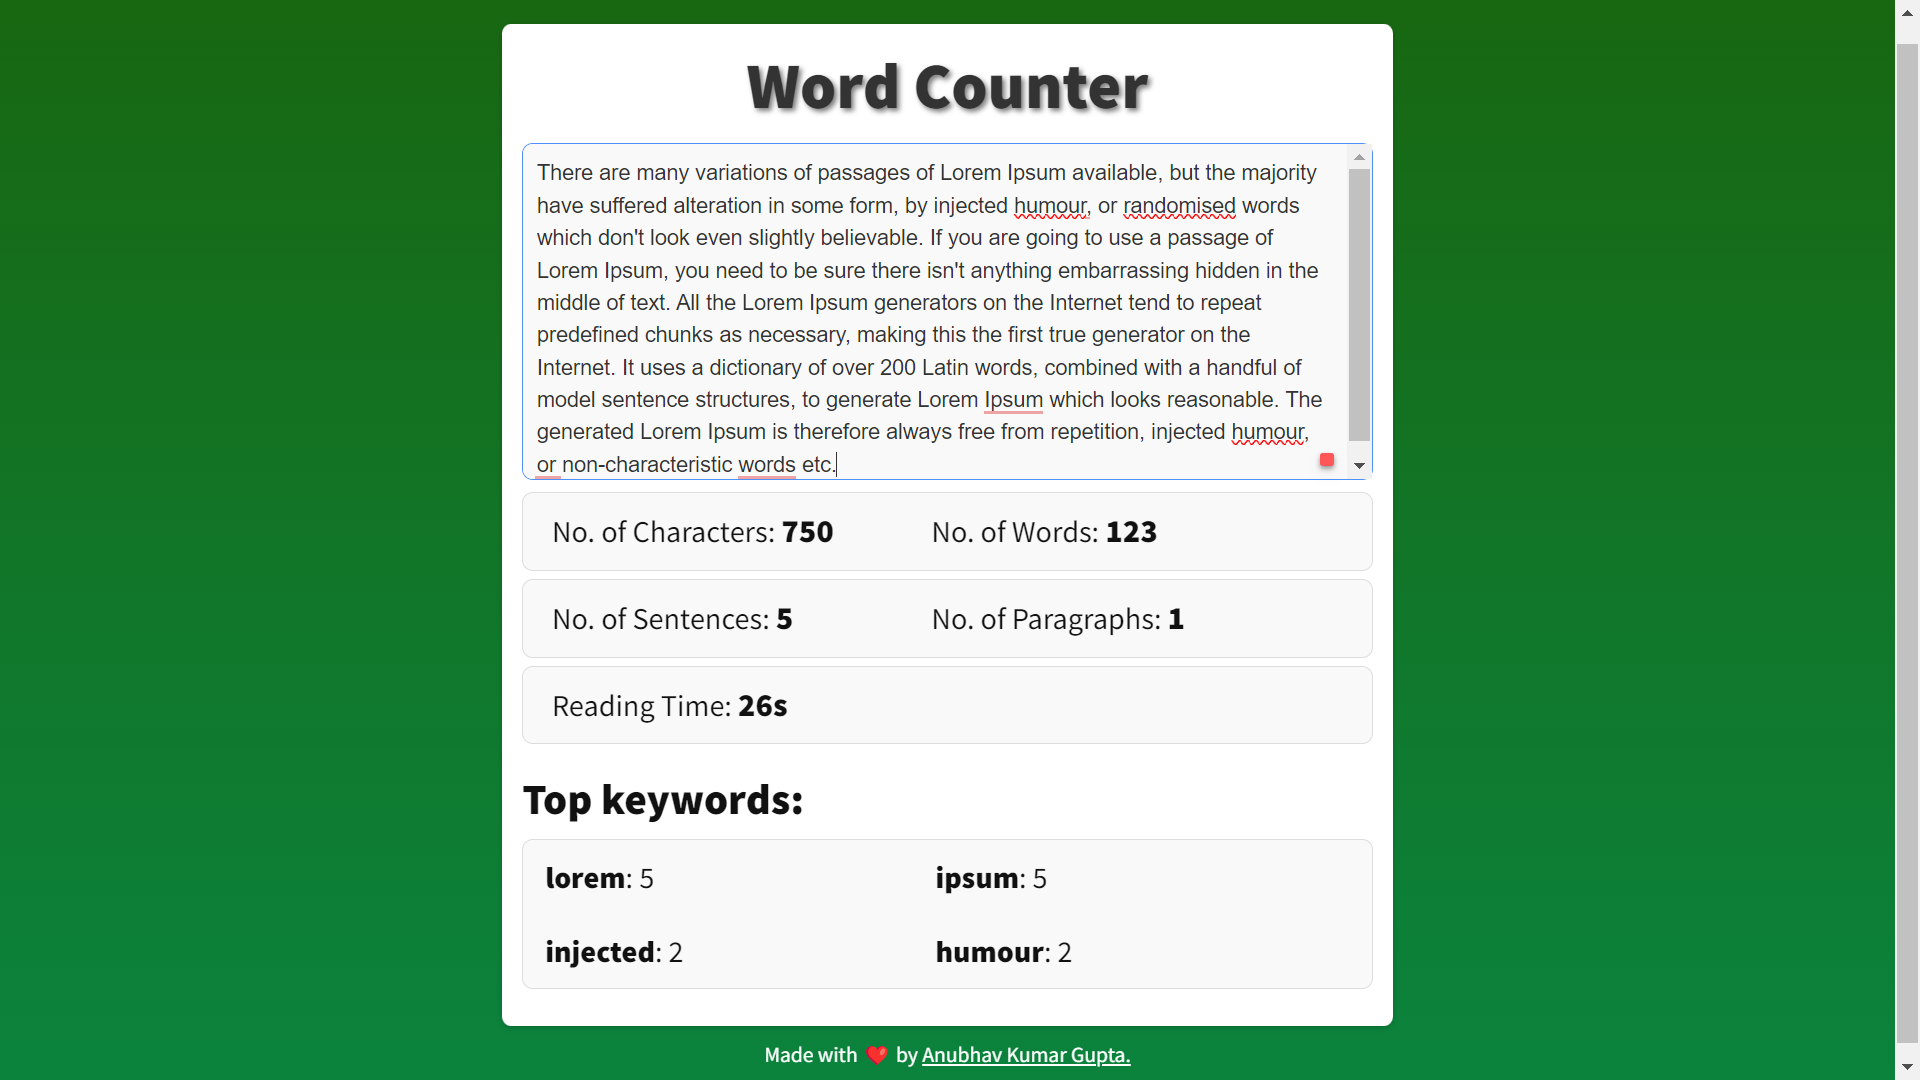 Word Counter
There are many variations of passages of Lorem Ipsum available, but the majority
have suffered alteration in some form, by injected humour, or randomised words
which don't look even slightly believable. If you are going to use a passage of
Lorem Ipsum, you need to be sure there isn't anything embarrassing hidden in the
middle of text. All the Lorem Ipsum generators on the Internet tend to repeat
predefined chunks as necessary, making this the first true generator on the
Internet. It uses a dictionary of over 200 Latin words, combined with a handful of
model sentence structures, to generate Lorem Ipsum which looks reasonable. The
generated Lorem Ipsum is therefore always free from repetition, injected humour,
or non-characteristic words etc.
No. of Characters: 750 No. of Words: 123
No. of Sentences: 5 No. of Paragraphs: 1
Reading Time: 26s
Top keywords:
lorem: 5 ipsum: 5
injected: 2 humour: 2
Made with ❤️ by Anubhav Kumar Gupta.